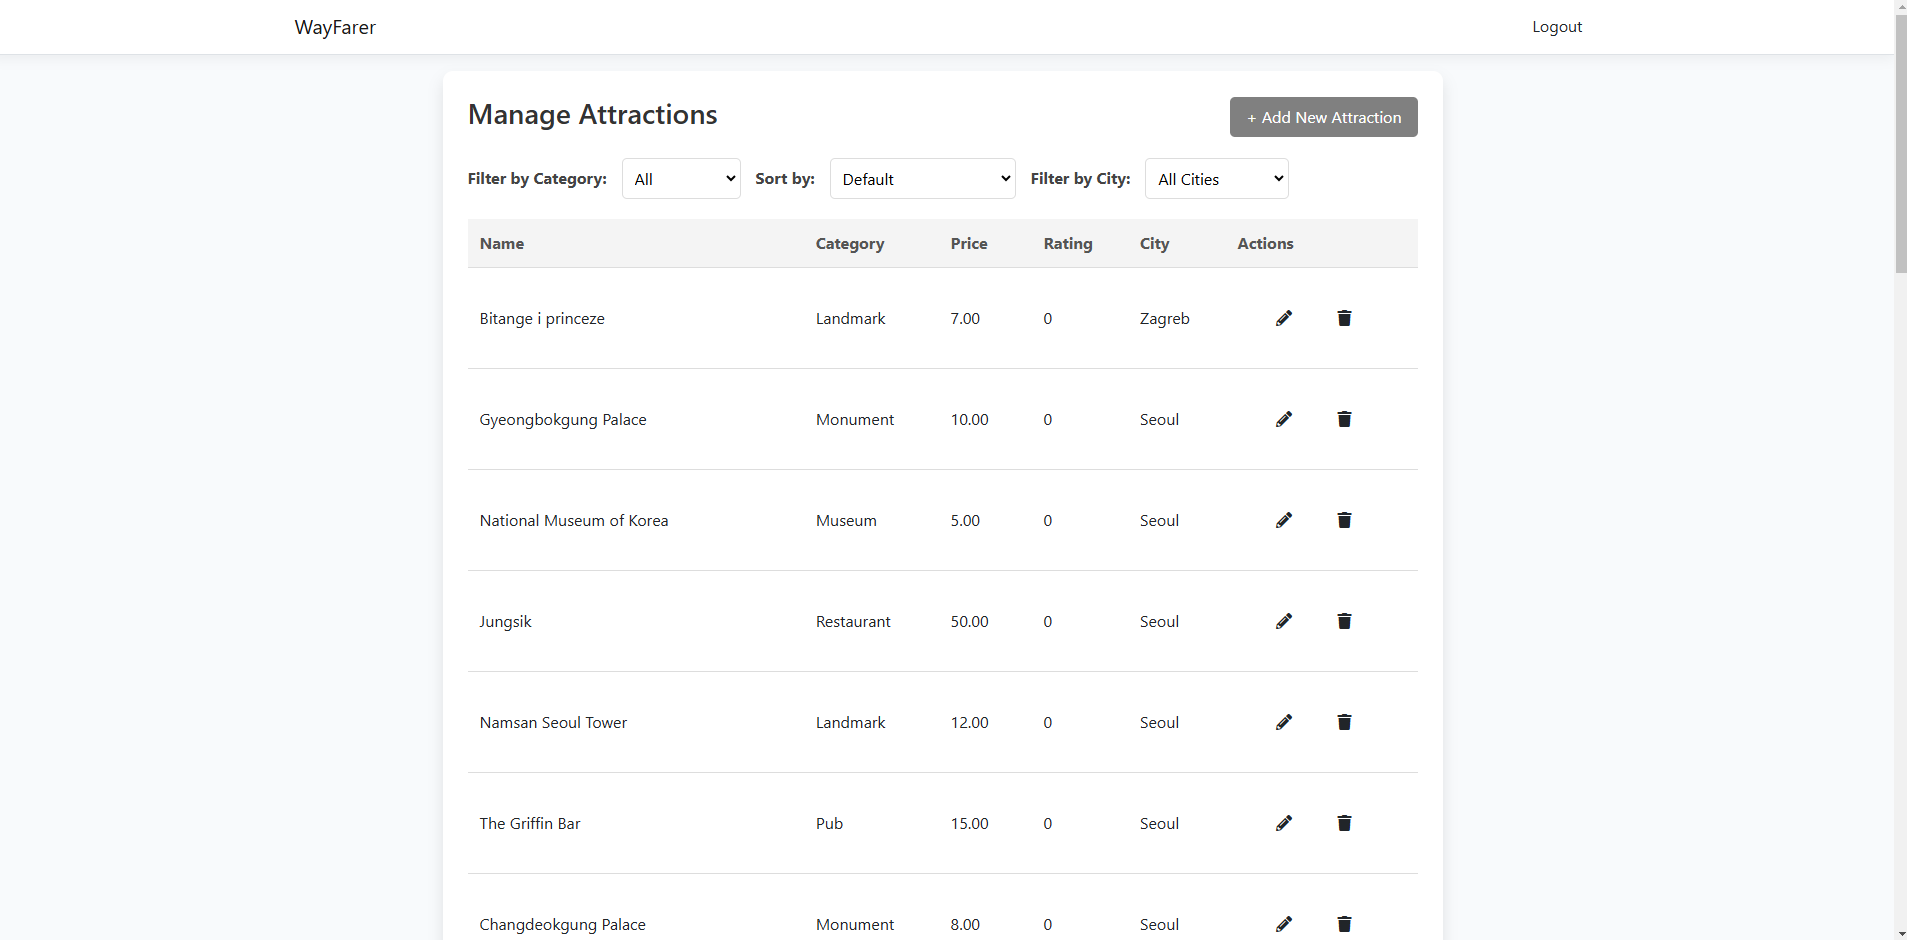 WayFarer Logout
Manage Attractions + Add New Attraction
Filter by Category: All Sort by: Default Filter by City: All Cities
Name Category Price Rating City Actions
Bitange i princeze Landmark 7.00 0 Zagreb
Gyeongbokgung Palace Monument 10.00 0 Seoul
National Museum of Korea Museum 5.00 0 Seoul
Jungsik Restaurant 50.00 0 Seoul
Namsan Seoul Tower Landmark 12.00 0 Seoul
The Griffin Bar Pub 15.00 0 Seoul
Changdeokgung Palace Monument 8.00 0 Seoul